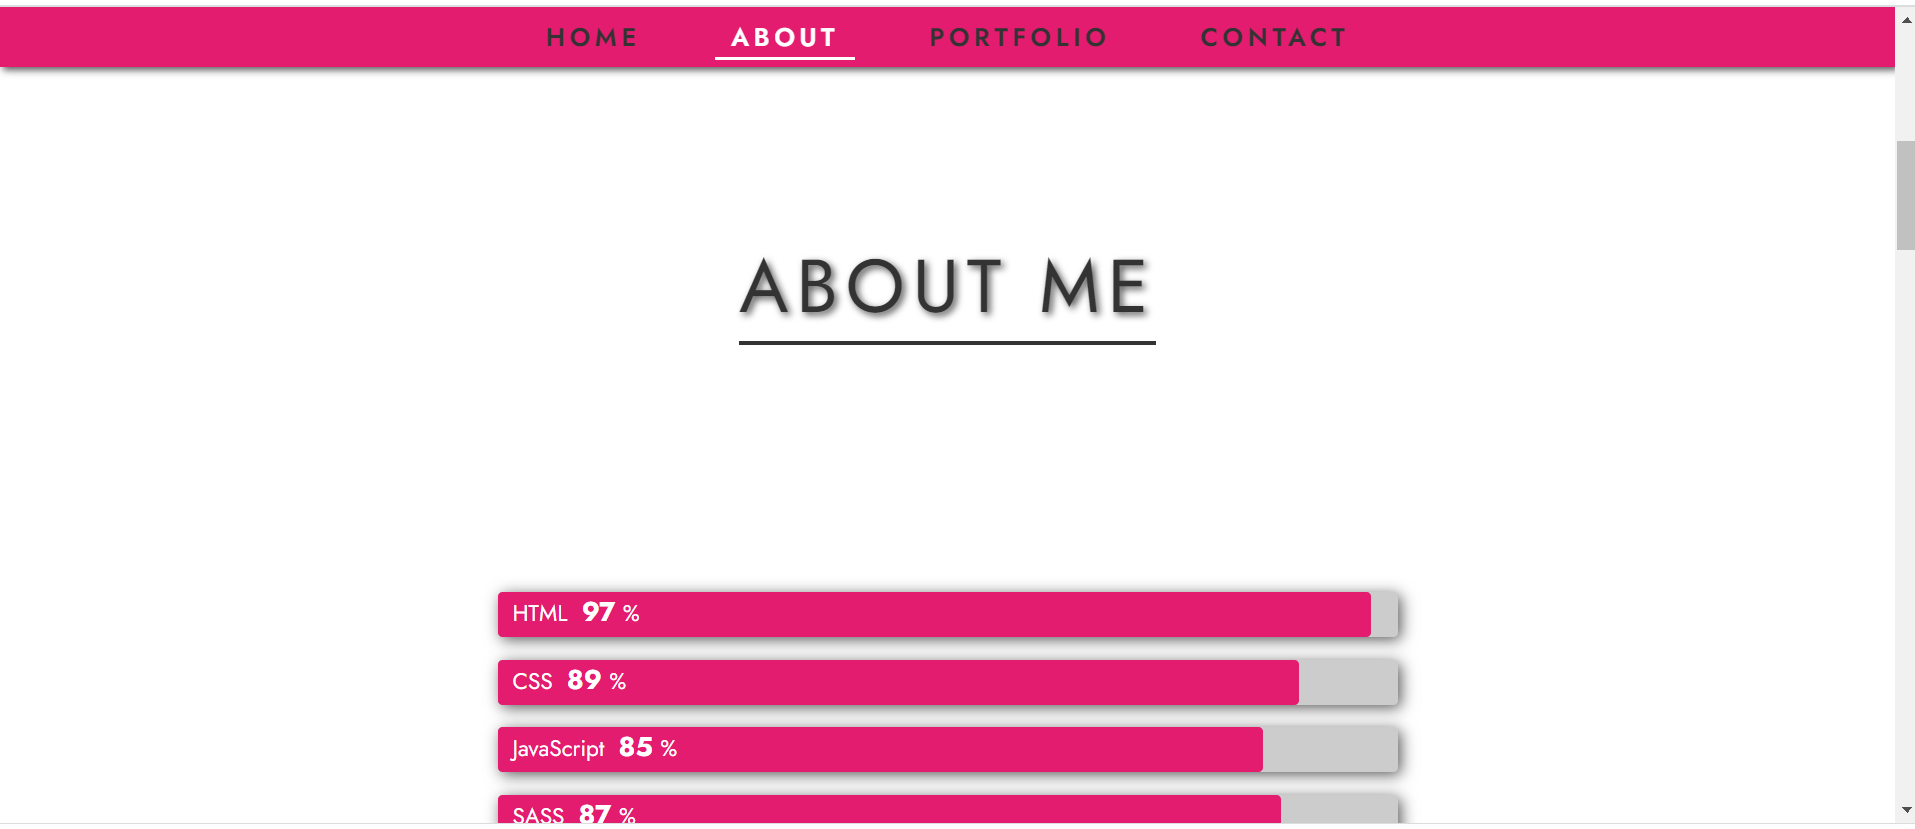 HOME ABOUT PORTFOLIO CONTACT
ABOUT ME
HTML 97 %
CSS 89 %
JavaScript 85 %
SASS 87 %